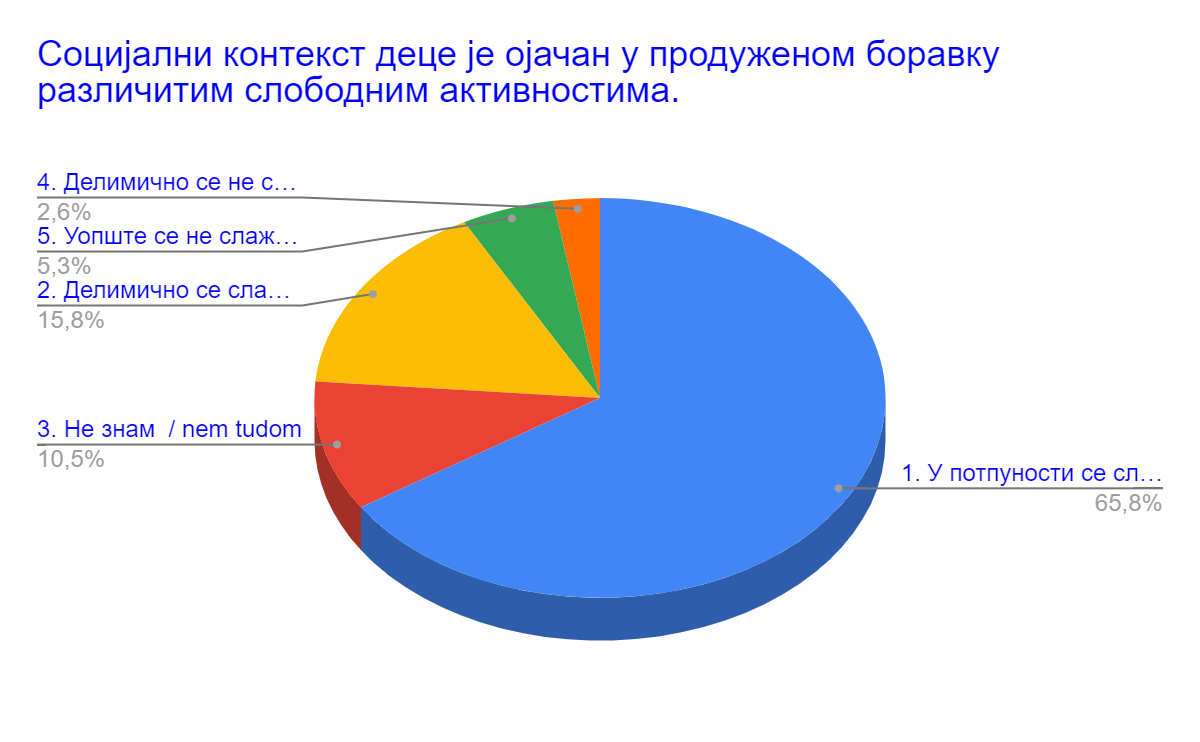 Социјални контекст деце је ојачан у продуженом боравку
различитим слободним активностима.
4. Делимично се не с…
2,6%
5. Уопште се не слаж…
5,3%
2. Делимично се сла…
15,8%
3. Не знам  / nem tudom
10,5%
1. У потпуности се сл…
65,8%